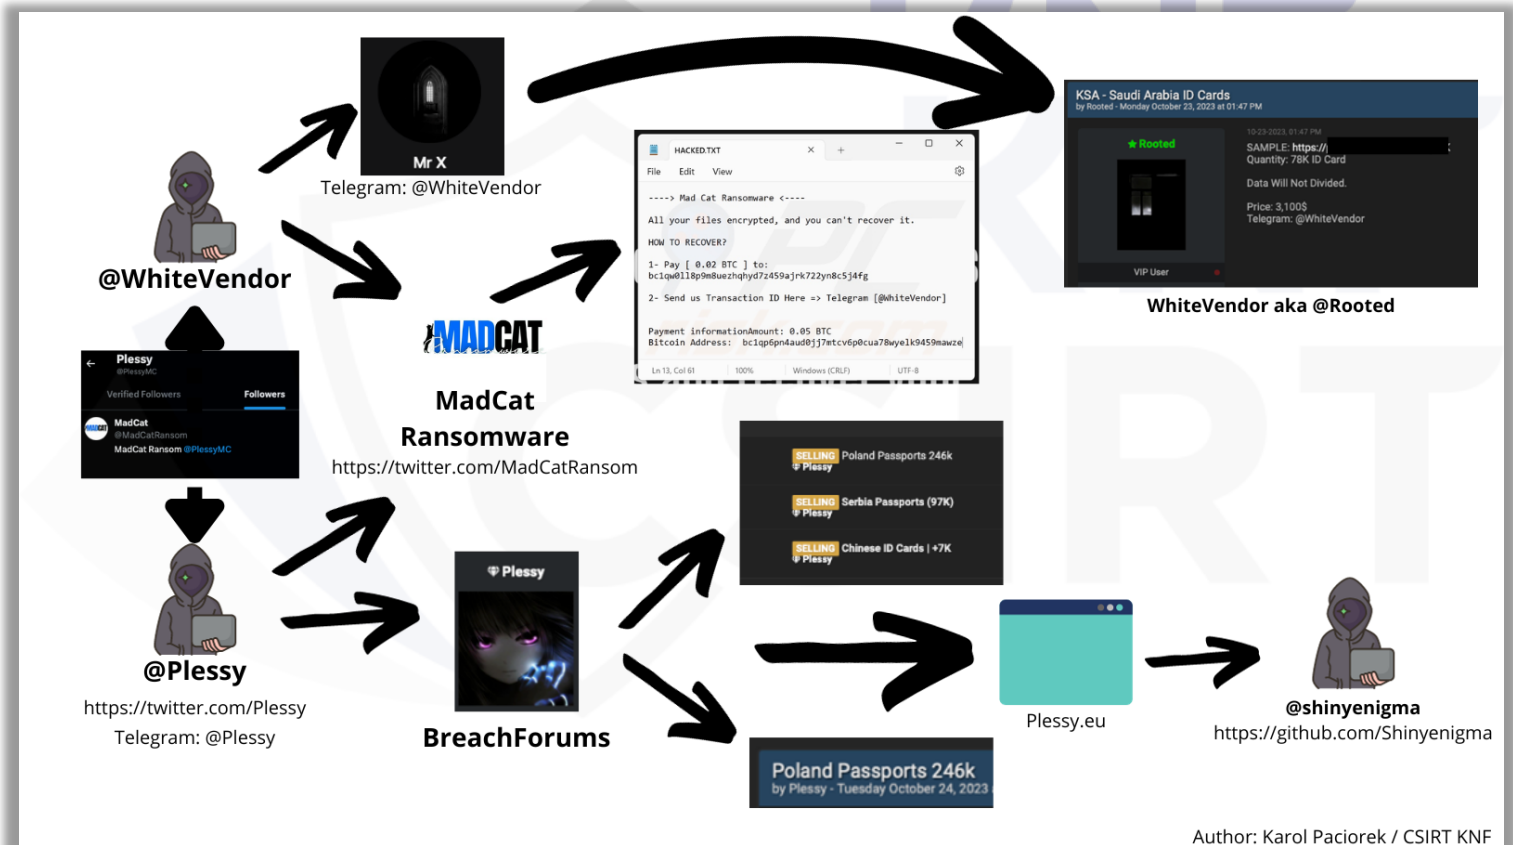 Mr X
Telegram: @WhiteVendor
@WhiteVendor
KSA - Saudi Arabia ID Cards
by Rooted - Monday October 23, 2023 at 01:47 PM
Rooted
VIP User
10-23-2023, 01:47 PM
SAMPLE: https://
Quantity: 78K ID Card
Data Will Not Divided.
Price: 3,100$
Telegram: @WhiteVendor
WhiteVendor aka @Rooted
HACKED.TXT
File Edit View
----> Mad Cat Ransomware <----
All your files encrypted, and you can't recover it.
HOW TO RECOVER?
1- Pay [ 0.02 BTC ] to:
bc1qw0ll8p9m8uezhqhyd7z459ajrk722yn8c5j4fg
2- Send us Transaction ID Here => Telegram [@WhiteVendor]
Payment informationAmount: 0.05 BTC
Bitcoin Address: bc1qp6pn4aud0jj7mtcv6p0cua78wyelk9459mawze
Ln 13, Col 61 100% Windows (CRLF) UTF-8
Plessy
@PlessyMC
Verified Followers Followers
MADCAT
MadCat
@MadCatRansom
MadCat Ransom @PlessyMC
MADCAT
MadCat
Ransomware
https://twitter.com/MadCatRansom
@Plessy
https://twitter.com/Plessy
Telegram: @Plessy
Plessy
BreachForums
SELLING Poland Passports 246k
Plessy
SELLING Serbia Passports (97K)
Plessy
SELLING Chinese ID Cards | +7K
Plessy
Poland Passports 246k
by Plessy - Tuesday October 24, 2023
Plessy.eu
@shinyenigma
https://github.com/Shinyenigma
CSIRT
Author: Karol Paciorek / CSIRT KNF